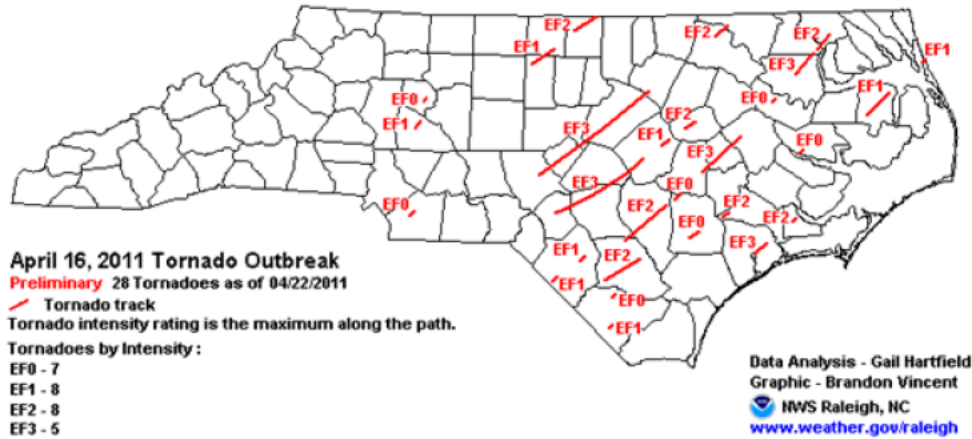 EF2
EF1
EF2
EF2
EF3
EF1
EF0
EF1
EF0
EF1
EF2
EF3
EF1
EF0
EF3
EF3
EF0
EF0
EF2
EF2
EF0
EF2
EF3
EF1
EF2
EF1
EF0
EF1
April 16, 2011 Tornado Outbreak
Preliminary 28 Tornadoes as of 04/22/2011
Tornado track
Tornado intensity rating is the maximum along the path.
Tornadoes by Intensity :
EF0 - 7
EF1 - 8
EF2 - 8
EF3 - 5
Data Analysis - Gail Hartfield
Graphic - Brandon Vincent
NWS Raleigh, NC
www.weather.gov/raleigh